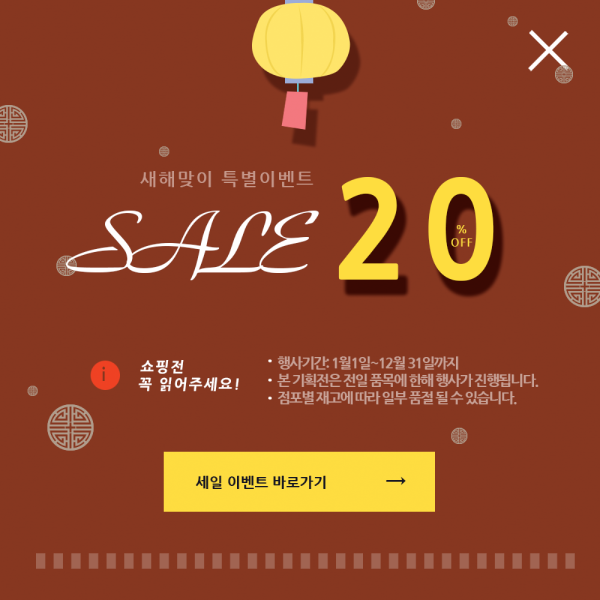 새해맞이 특별이벤트
SALE 20
%
OFF
i
쇼핑전
꼭 읽어주세요!
• 행사기간: 1월1일~12월 31일까지
• 본 기획전은 전일 품목에 한해 행사가 진행됩니다.
• 점포별 재고에 따라 일부 품절 될 수 있습니다.
세일 이벤트 바로가기 →